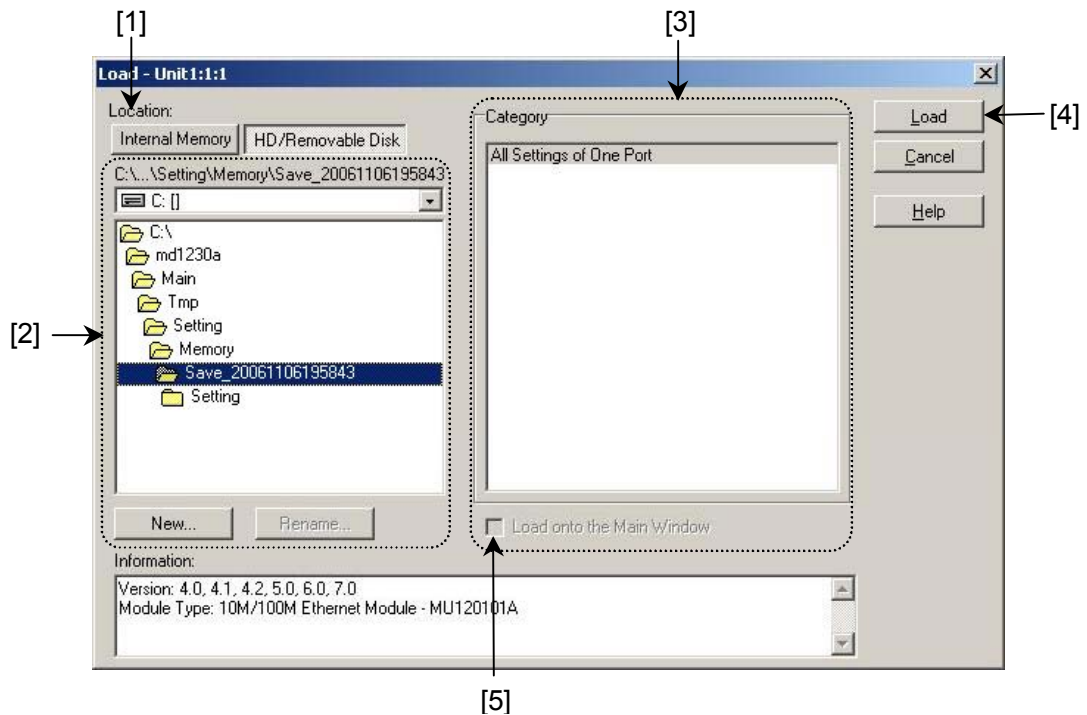 [1]
[3]
Load - Unit1:1:1
Location:
Internal Memory
HD/Removable Disk
Category
Load
[4]
All Settings of One Port
Cancel
C:\...\Setting\Memory\Save_20061106195843
C: []
Help
C:\
md1230a
Main
Tmp
Setting
[2]
Memory
Save_20061106195843
Setting
New...
Rename...
Load onto the Main Window
Information:
Version: 4.0, 4.1, 4.2, 5.0, 6.0, 7.0
Module Type: 10M/100M Ethernet Module - MU120101A
[5]